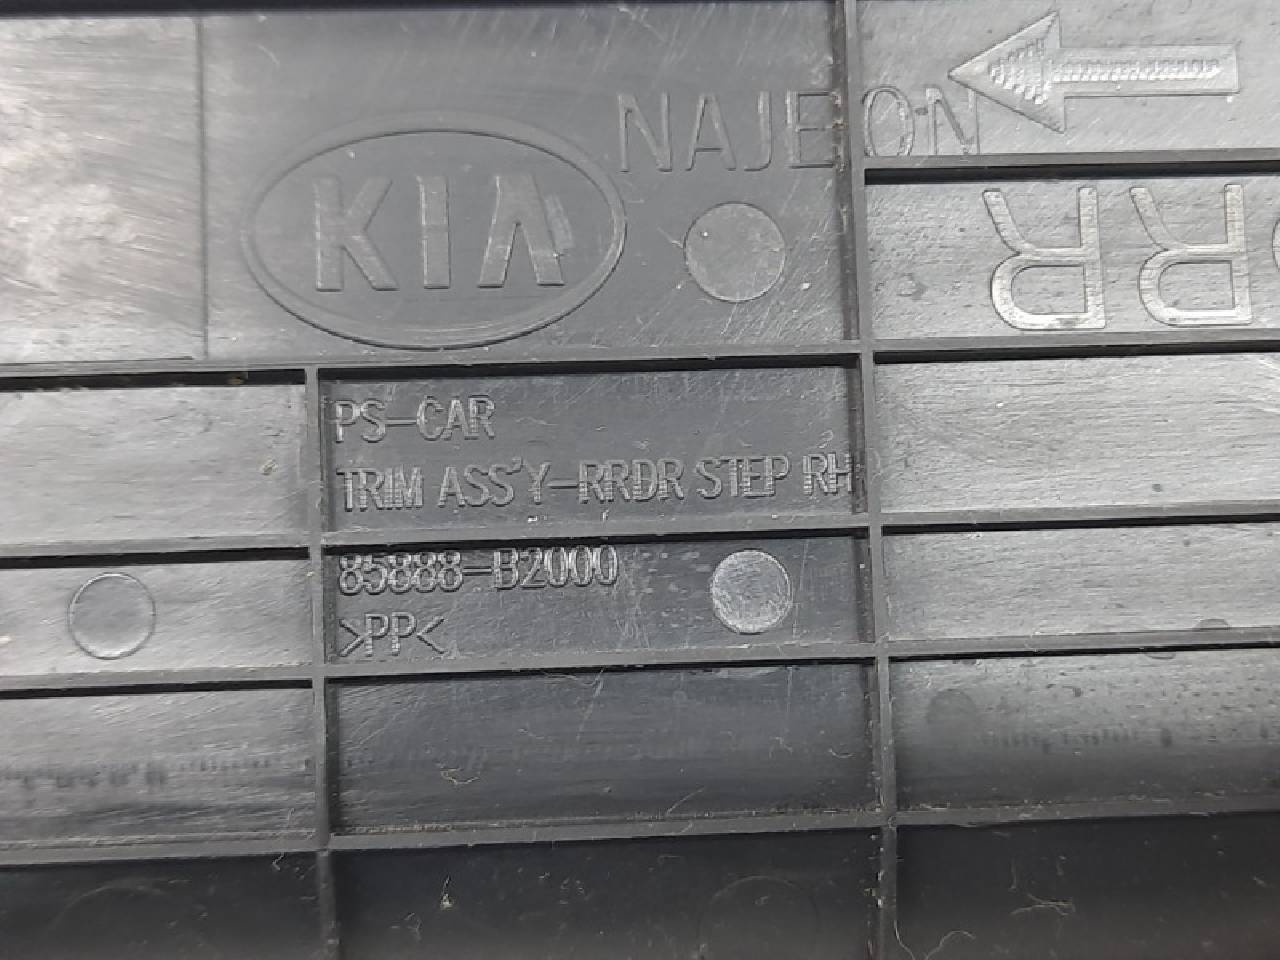 NAJEON
KIA
RR
PS-CAR
TRIM ASS'Y-RRDR STEP RH
85888-B2000
>PP<